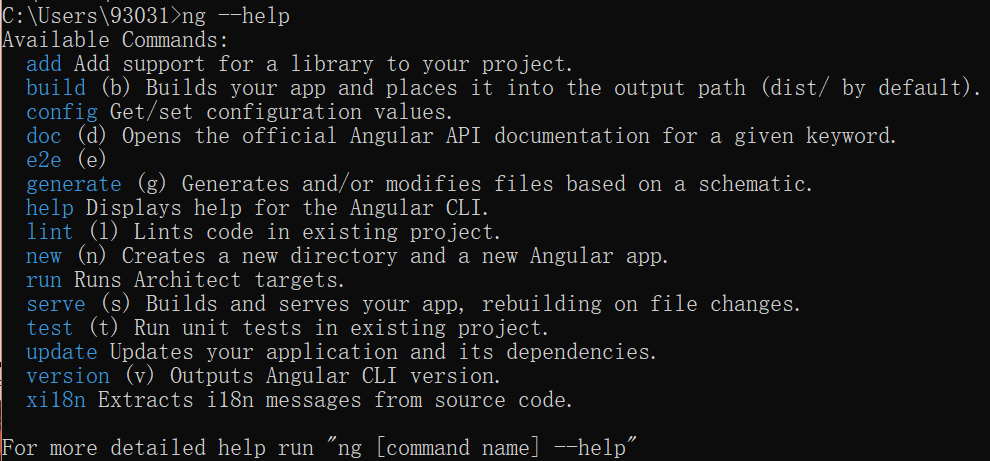 C:\Users\93031>ng --help
Available Commands:
add Add support for a library to your project.
build (b) Builds your app and places it into the output path (dist/ by default).
config Get/set configuration values.
doc (d) Opens the official Angular API documentation for a given keyword.
e2e (e)
generate (g) Generates and/or modifies files based on a schematic.
help Displays help for the Angular CLI.
lint (l) Lints code in existing project.
new (n) Creates a new directory and a new Angular app.
run Runs Architect targets.
serve (s) Builds and serves your app, rebuilding on file changes.
test (t) Run unit tests in existing project.
update Updates your application and its dependencies.
version (v) Outputs Angular CLI version.
xi18n Extracts i18n messages from source code.
For more detailed help run "ng [command name] --help"